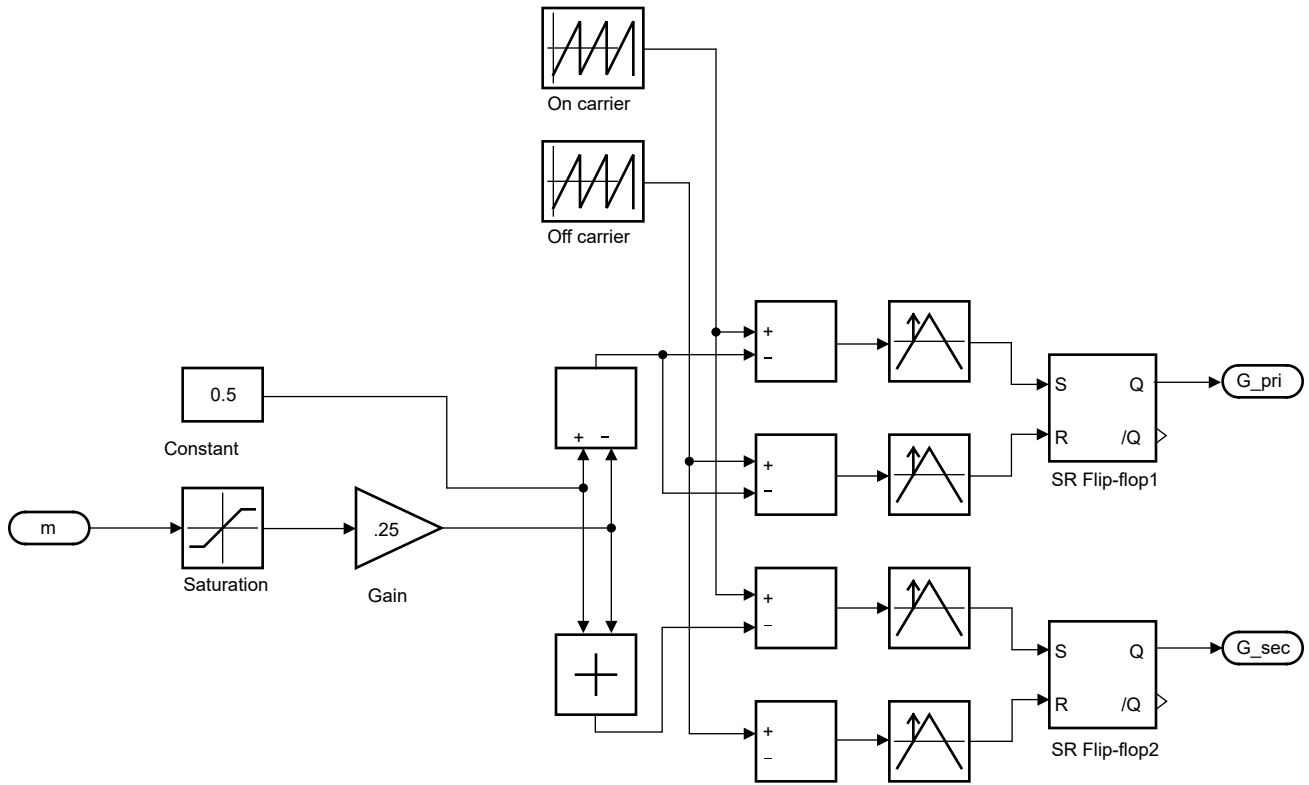 On carrier
Off carrier
+
−
0.5
S
Q
G_pri
+ −
+
−
R
/Q
Constant
SR Flip-flop1
m
.25
Saturation
Gain
+
−
S
Q
G_sec
+
R
/Q
+
−
SR Flip-flop2